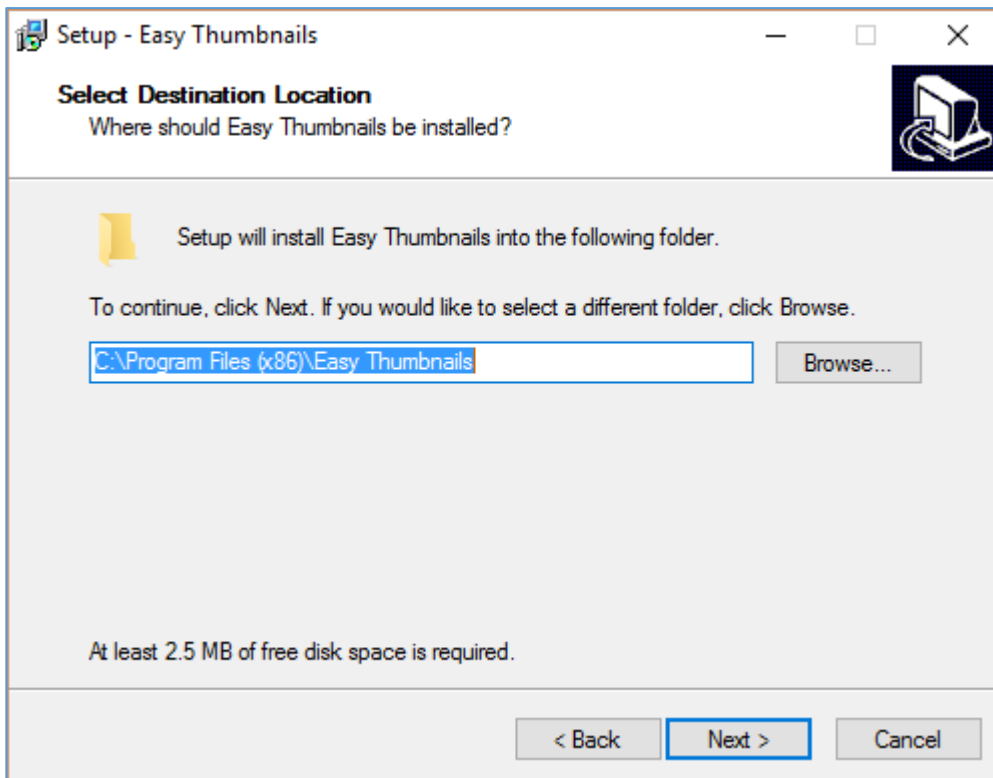 Setup - Easy Thumbnails
Select Destination Location
Where should Easy Thumbnails be installed?
Setup will install Easy Thumbnails into the following folder.
To continue, click Next. If you would like to select a different folder, click Browse.
C:\Program Files (x86)\Easy Thumbnails
Browse...
At least 2.5 MB of free disk space is required.
< Back
Next >
Cancel